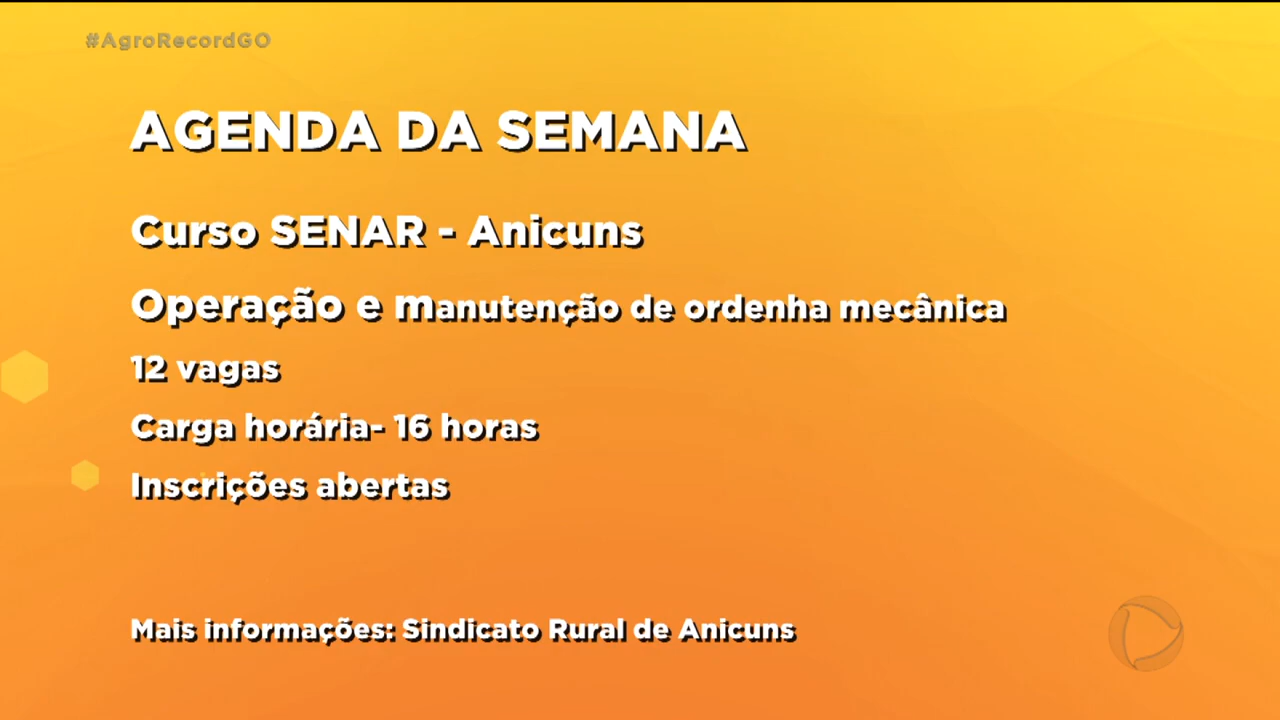 #AgroRecordGO
AGENDA DA SEMANA
Curso SENAR - Anicuns
Operação e manutenção de ordenha mecânica
12 vagas
Carga horária- 16 horas
Inscrições abertas
Mais informações: Sindicato Rural de Anicuns